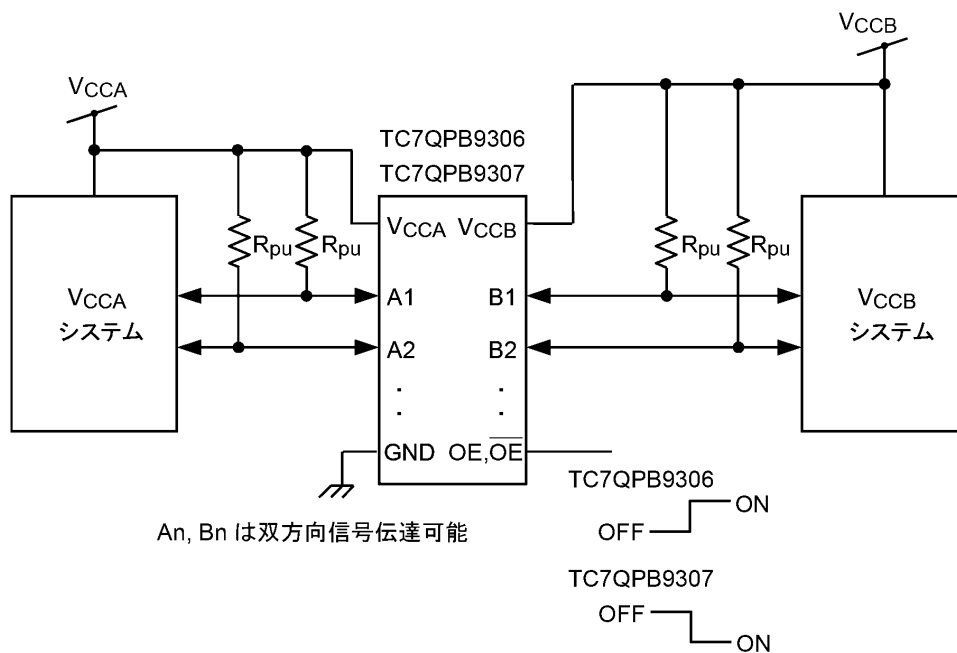 VCCB
VCCA
TC7QPB9306
TC7QPB9307
VCCA VCCB
Rpu Rpu Rpu Rpu
VCCA
システム
A1 B1
A2 B2
VCCB
システム
GND OE,O̅E̅
An, Bn は双方向信号伝達可能
TC7QPB9306
ON
OFF
TC7QPB9307
OFF
ON